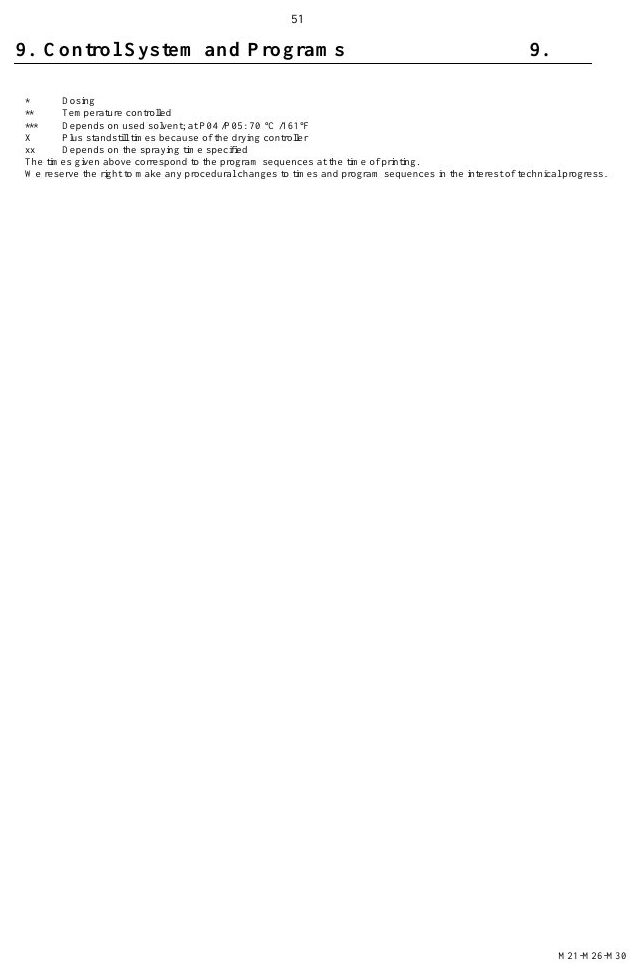 51
9. Control System and Programs 9.
* Dosing
** Temperature controlled
*** Depends on used solvent; at P04 /P05: 70 °C /161°F
X Plus standstill times because of the drying controller
xx Depends on the spraying time specified
The times given above correspond to the program sequences at the time of printing.
We reserve the right to make any procedural changes to times and program sequences in the interest of technical progress.
M21-M26-M30